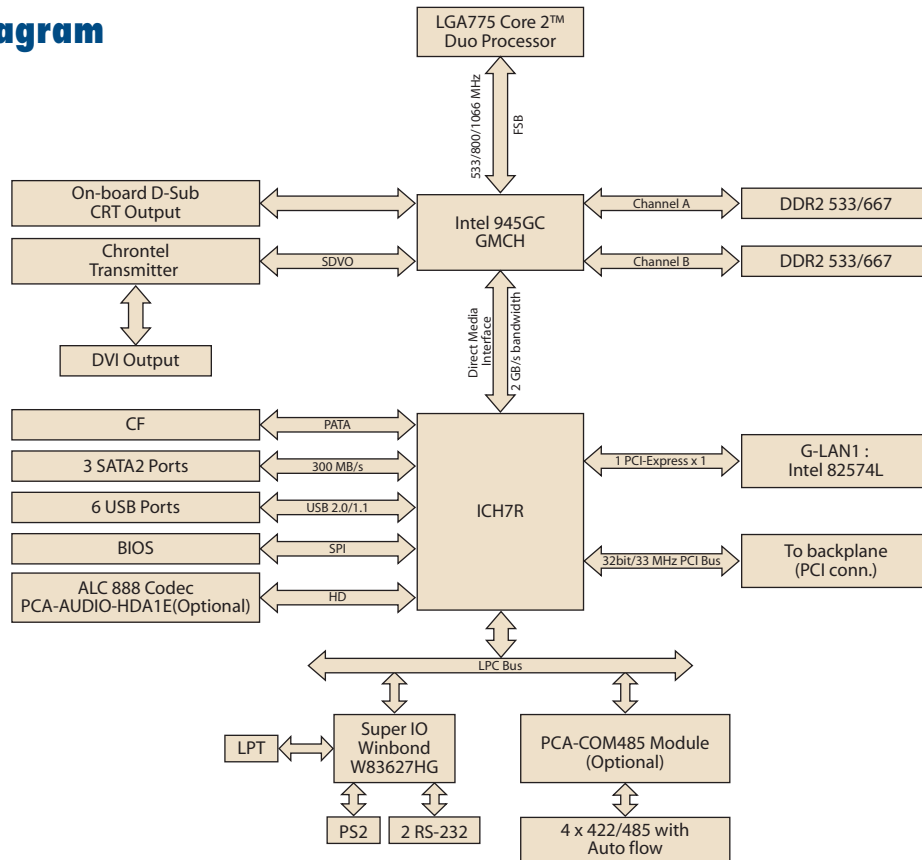 agram
LGA775 Core 2™
Duo Processor
533/800/1066 MHz
FSB
On-board D-Sub
CRT Output
Intel 945GC
GMCH
Channel A
DDR2 533/667
Chrontel
Transmitter
SDVO
Channel B
DDR2 533/667
DVI Output
Direct Media
Interface
2 GB/s bandwidth
CF
PATA
3 SATA2 Ports
300 MB/s
6 USB Ports
USB 2.0/1.1
BIOS
SPI
ALC 888 Codec
PCA-AUDIO-HDA1E(Optional)
HD
ICH7R
1 PCI-Express x 1
G-LAN1 :
Intel 82574L
32bit/33 MHz PCI Bus
To backplane
(PCI conn.)
LPC Bus
LPT
Super IO
Winbond
W83627HG
PCA-COM485 Module
(Optional)
PS2
2 RS-232
4 x 422/485 with
Auto flow